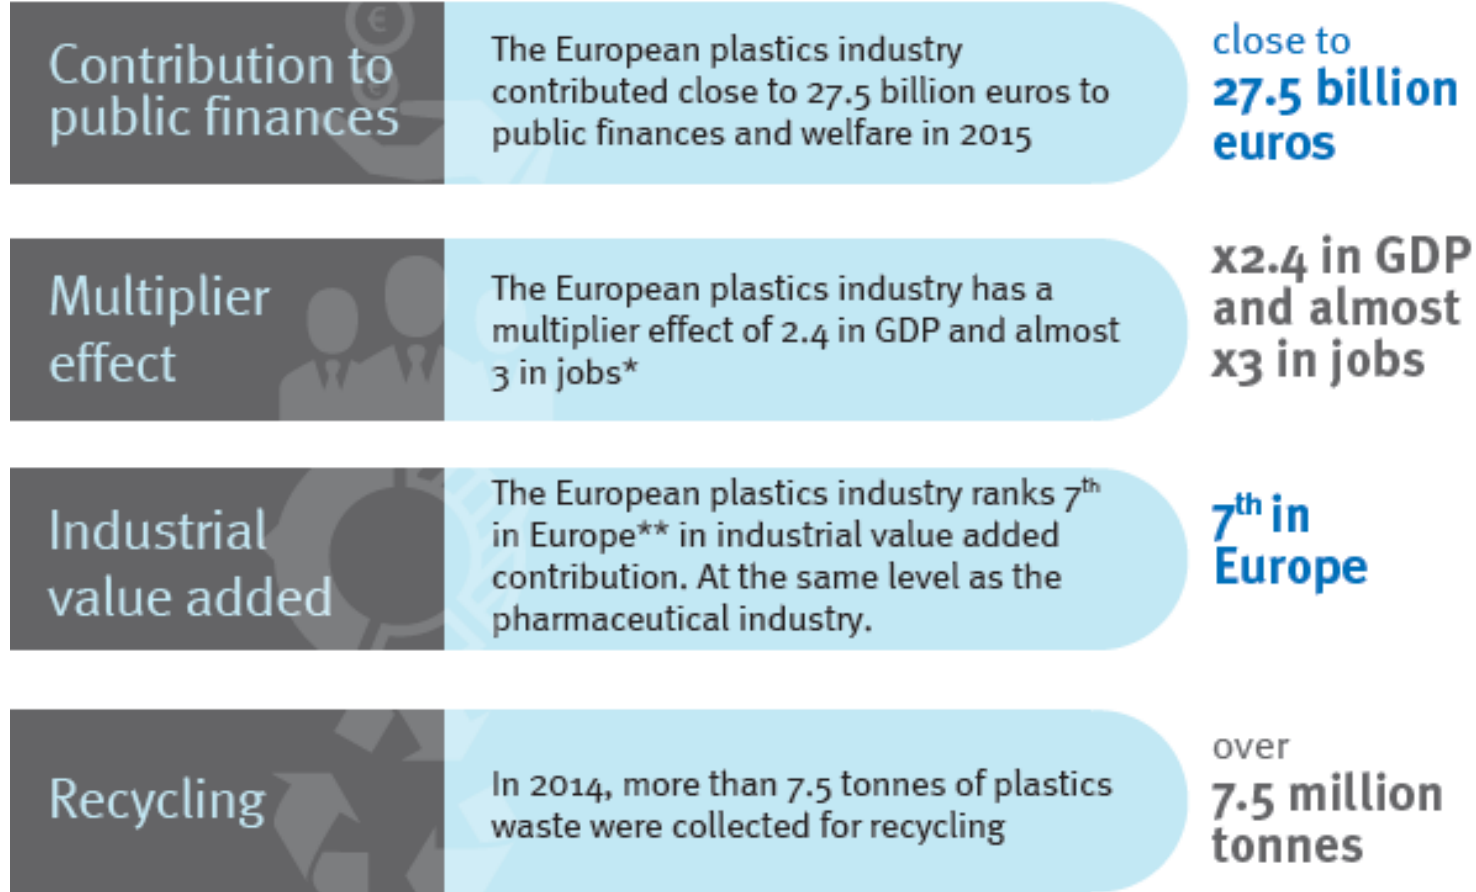 Contribution to
public finances
The European plastics industry
contributed close to 27.5 billion euros to
public finances and welfare in 2015
close to
27.5 billion
euros
Multiplier
effect
The European plastics industry has a
multiplier effect of 2.4 in GDP and almost
3 in jobs*
x2.4 in GDP
and almost
x3 in jobs
Industrial
value added
The European plastics industry ranks 7th
in Europe** in industrial value added
contribution. At the same level as the
pharmaceutical industry.
7th in
Europe
Recycling
In 2014, more than 7.5 tonnes of plastics
waste were collected for recycling
over
7.5 million
tonnes